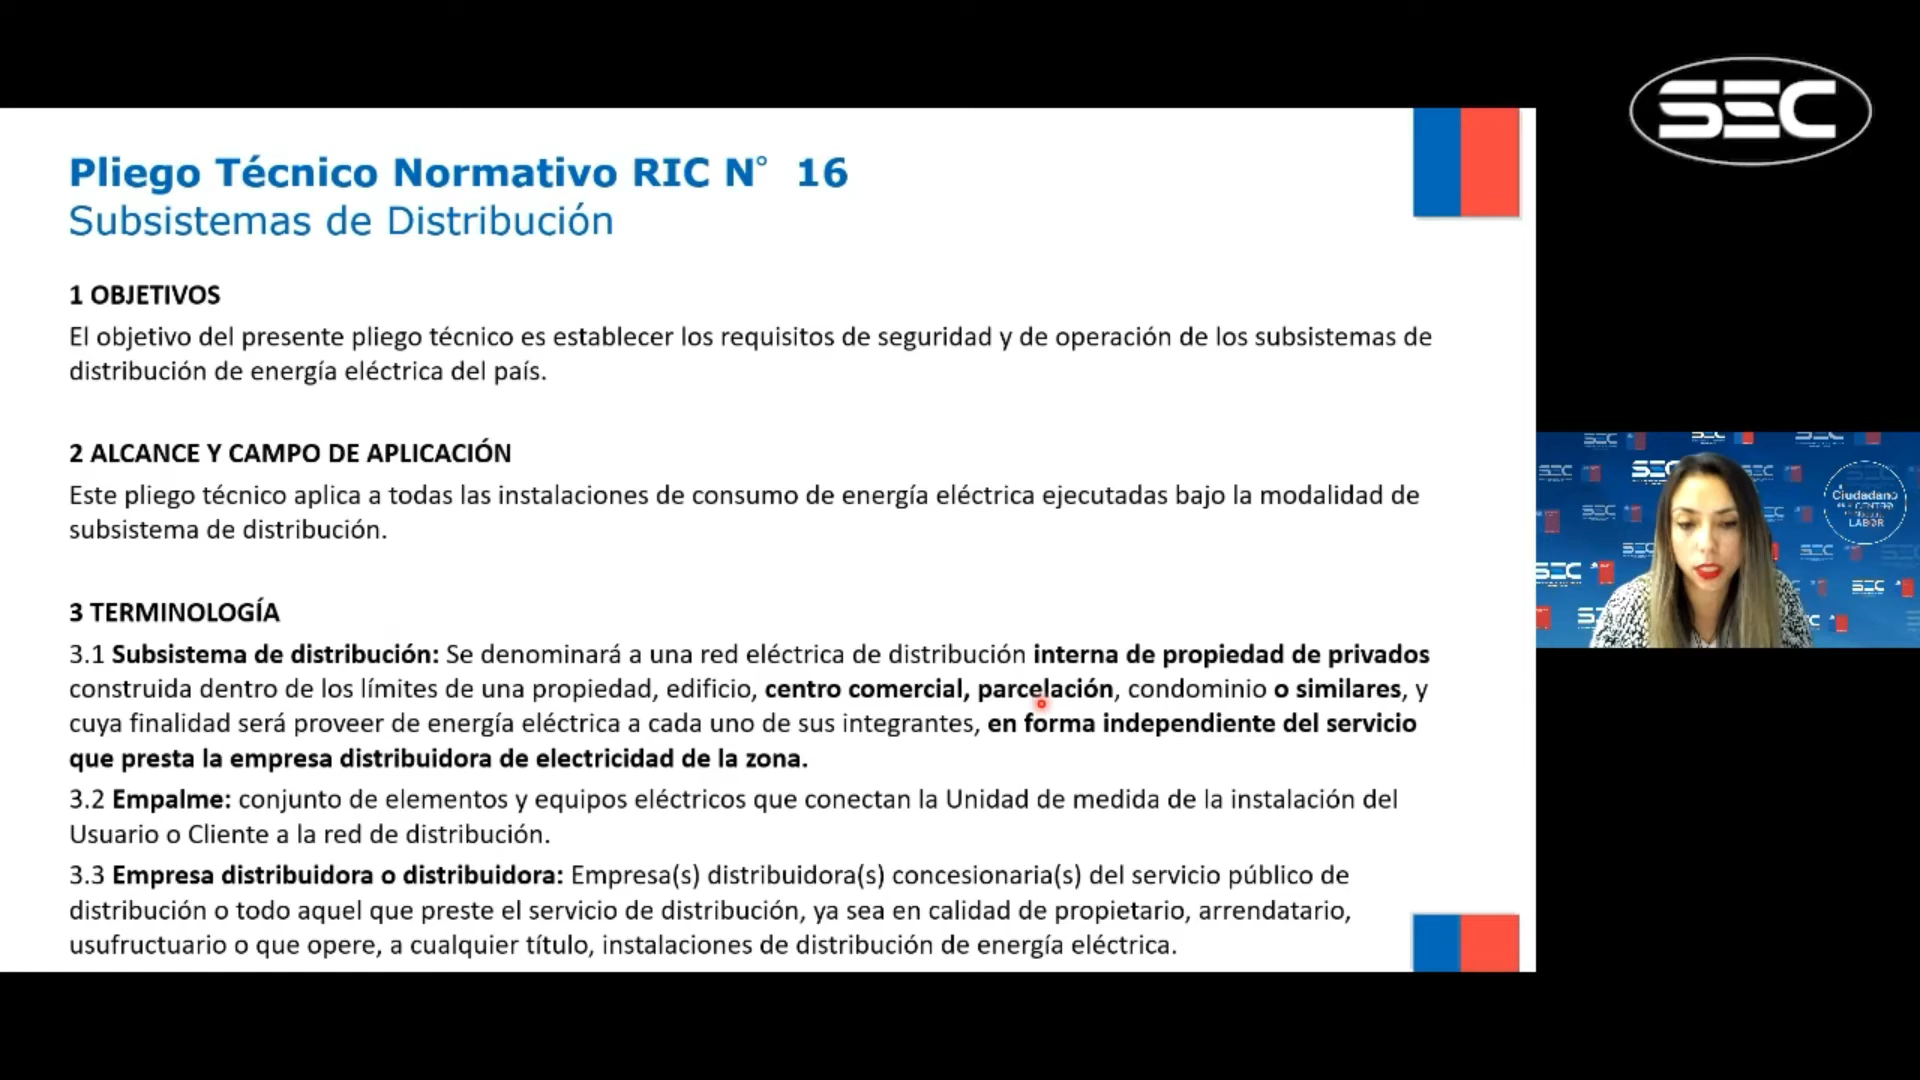 SEC
Pliego Técnico Normativo RIC N° 16
Subsistemas de Distribución
1 OBJETIVOS
El objetivo del presente pliego técnico es establecer los requisitos de seguridad y de operación de los subsistemas de
distribución de energía eléctrica del país.
2 ALCANCE Y CAMPO DE APLICACIÓN
Este pliego técnico aplica a todas las instalaciones de consumo de energía eléctrica ejecutadas bajo la modalidad de
subsistema de distribución.
3 TERMINOLOGÍA
3.1 Subsistema de distribución: Se denominará a una red eléctrica de distribución interna de propiedad de privados
construida dentro de los límites de una propiedad, edificio, centro comercial, parcelación, condominio o similares, y
cuya finalidad será proveer de energía eléctrica a cada uno de sus integrantes, en forma independiente del servicio
que presta la empresa distribuidora de electricidad de la zona.
3.2 Empalme: conjunto de elementos y equipos eléctricos que conectan la Unidad de medida de la instalación del
Usuario o Cliente a la red de distribución.
3.3 Empresa distribuidora o distribuidora: Empresa(s) distribuidora(s) concesionaria(s) del servicio público de
distribución o todo aquel que preste el servicio de distribución, ya sea en calidad de propietario, arrendatario,
usufructuario o que opere, a cualquier título, instalaciones de distribución de energía eléctrica.
SEC
Ciudadano
CENTRO
LABOR